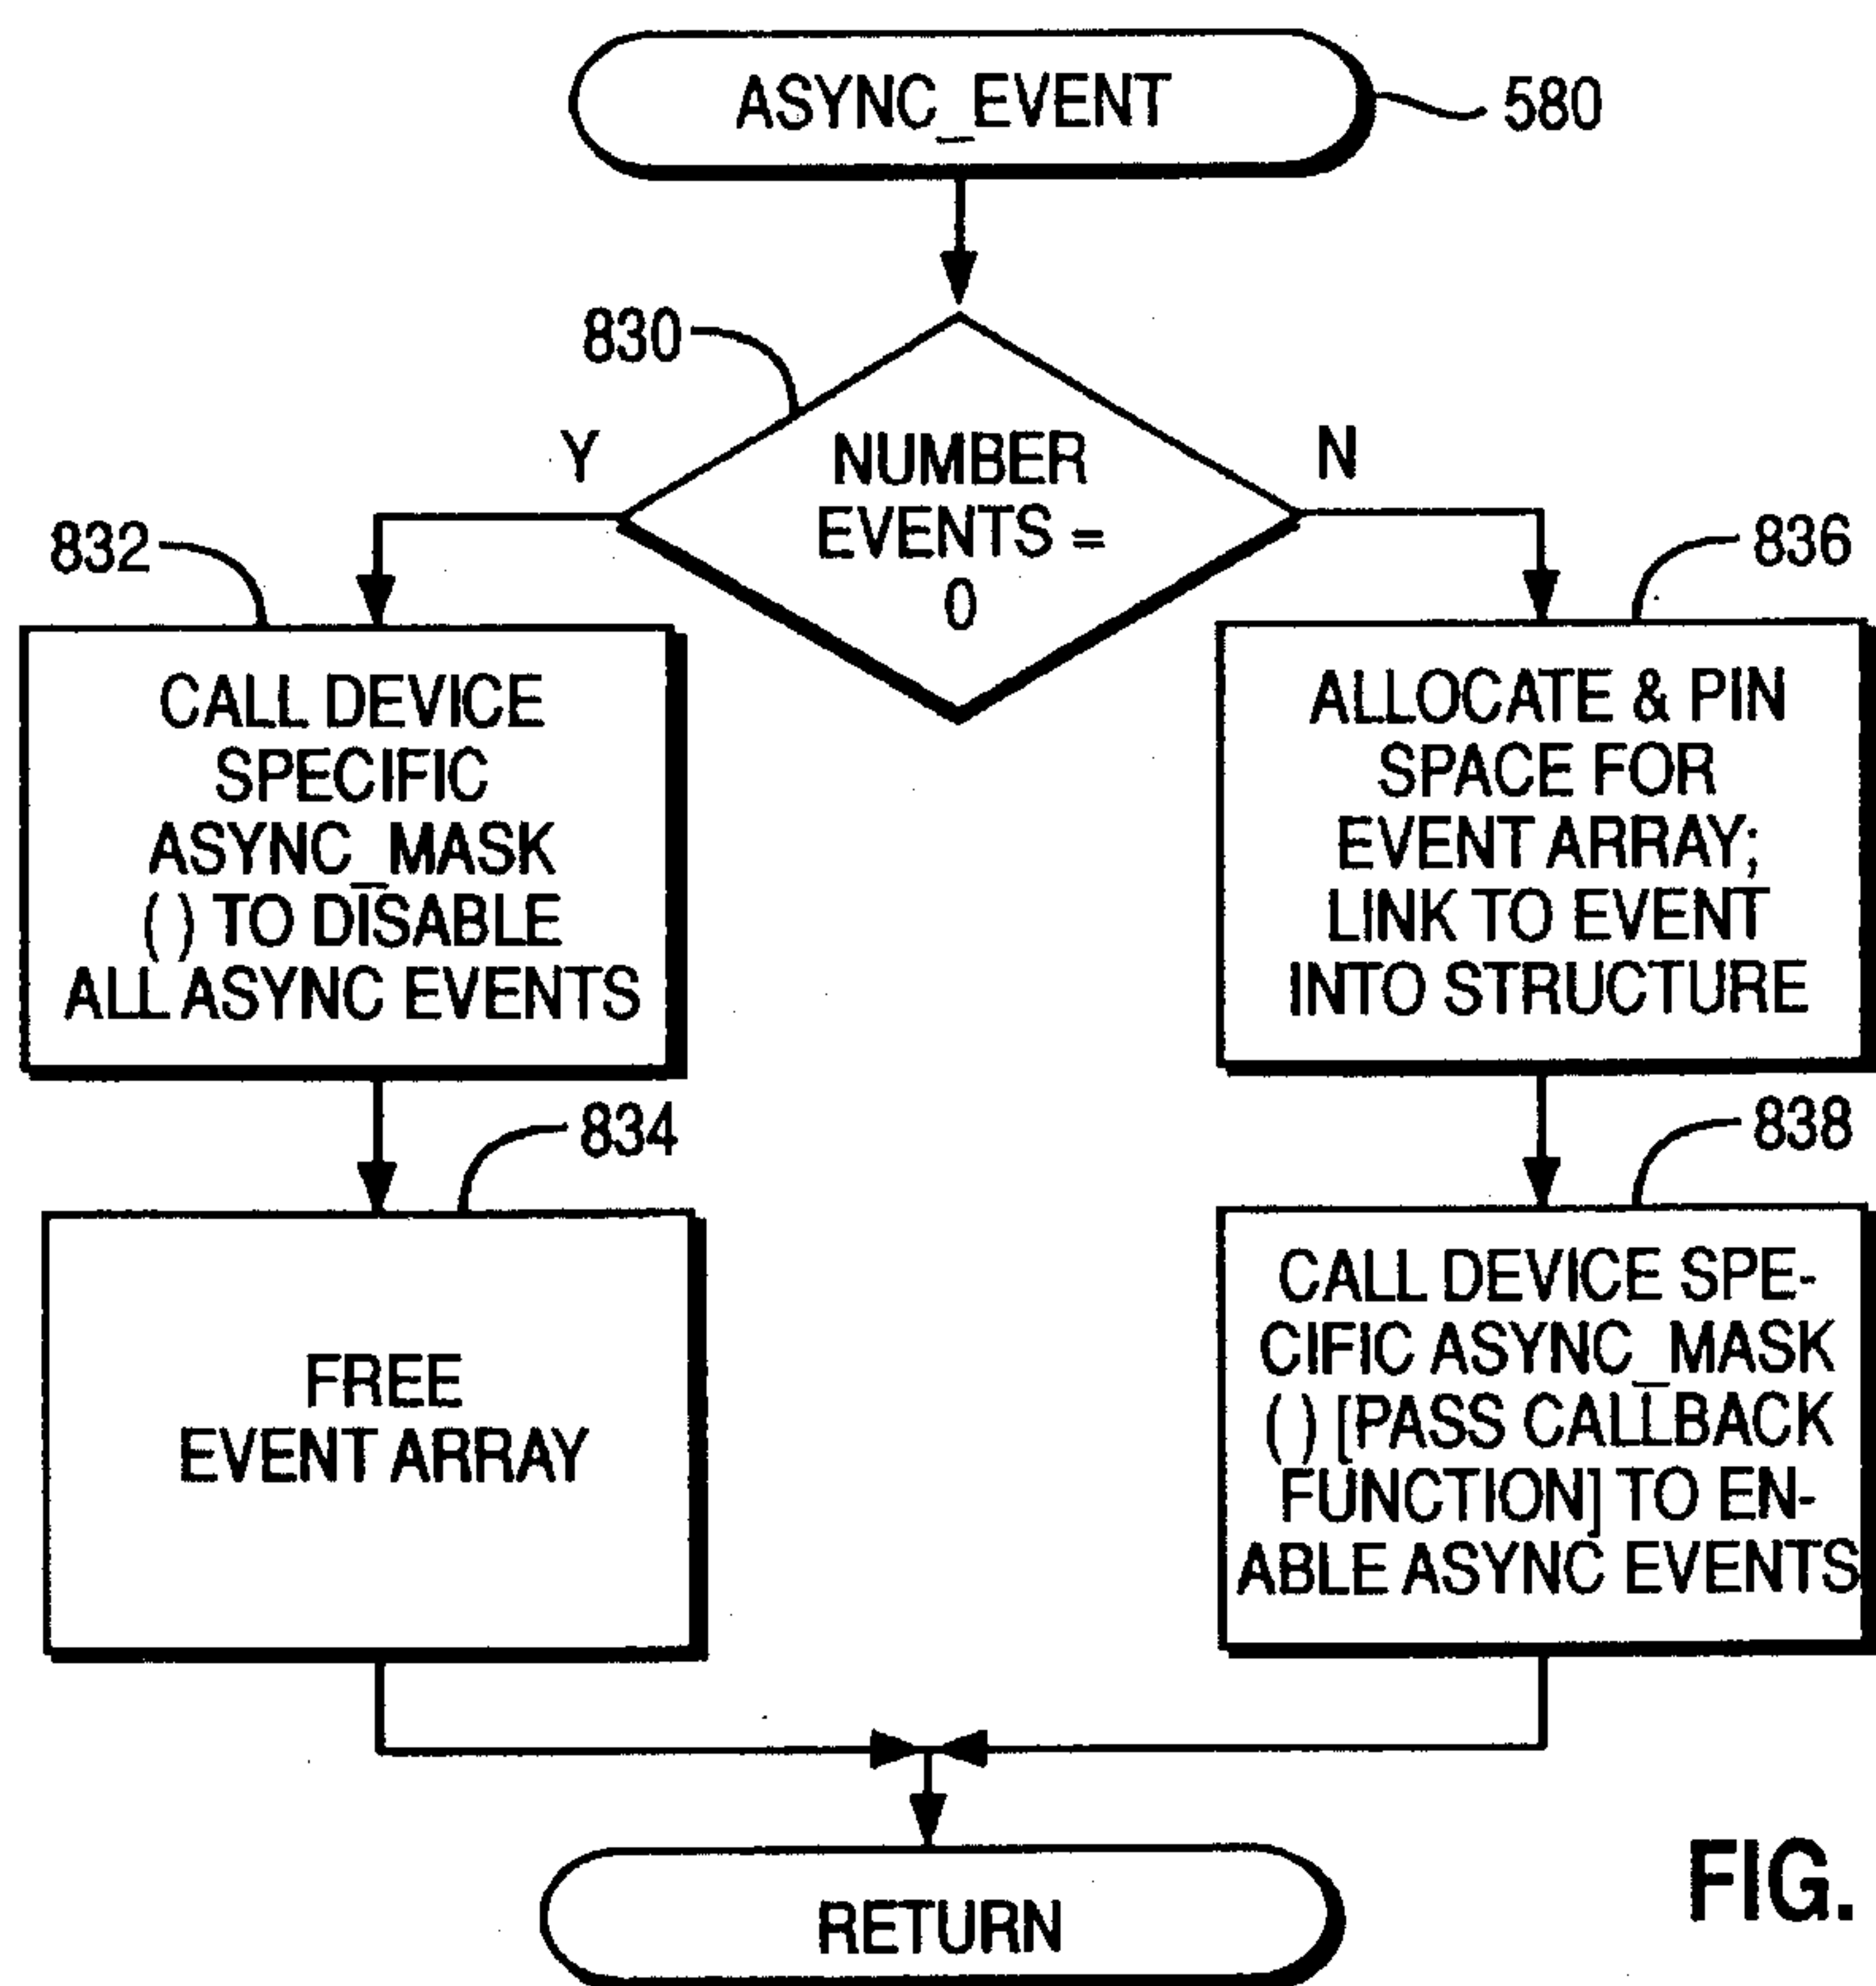 ASYNC_EVENT
580
830
Y
NUMBER
EVENTS =
0
N
832
CALL DEVICE
SPECIFIC
ASYNC_MASK
( ) TO DISABLE
ALL ASYNC EVENTS
836
ALLOCATE & PIN
SPACE FOR
EVENT ARRAY;
LINK TO EVENT
INTO STRUCTURE
834
FREE
EVENT ARRAY
838
CALL DEVICE SPE-
CIFIC ASYNC_MASK
( ) [PASS CALLBACK
FUNCTION] TO EN-
ABLE ASYNC EVENTS
RETURN
FIG.